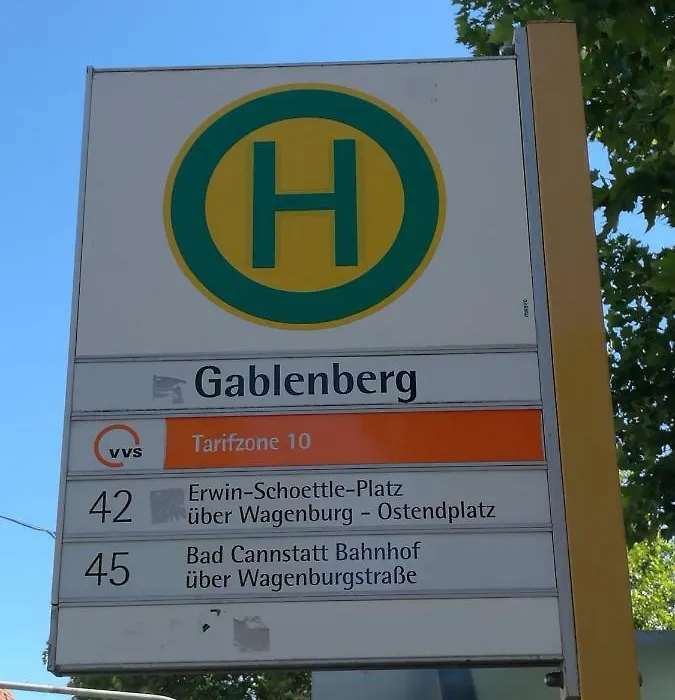 H
Gablenberg
vvs
Tarifzone 10
42
Erwin-Schoettle-Platz
über Wagenburg - Ostendplatz
45
Bad Cannstatt Bahnhof
über Wagenburgstraße